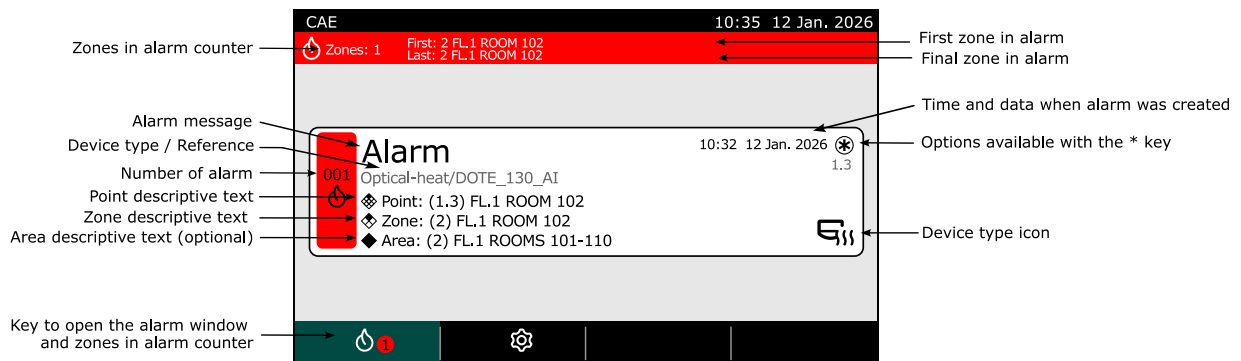 CAE
10:35 12 Jan. 2026
Zones in alarm counter
Zones: 1
First: 2 FL.1 ROOM 102
Last: 2 FL.1 ROOM 102
First zone in alarm
Final zone in alarm
Time and data when alarm was created
Alarm message
Device type / Reference
Number of alarm
Point descriptive text
Zone descriptive text
Area descriptive text (optional)
001
Alarm
10:32 12 Jan. 2026
Options available with the * key
1.3
Optical-heat/DOTE_130_AI
Point: (1.3) FL.1 ROOM 102
Zone: (2) FL.1 ROOM 102
Area: (2) FL.1 ROOMS 101-110
Device type icon
Key to open the alarm window
and zones in alarm counter
1